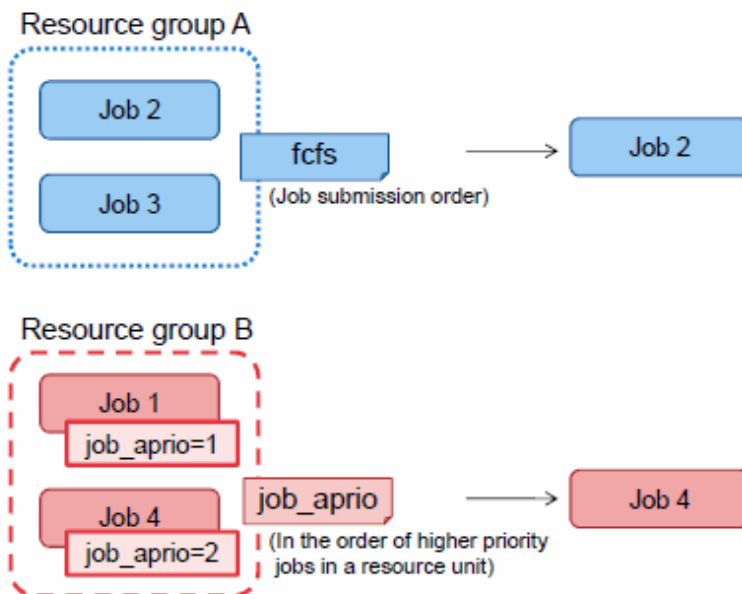 Resource group A
Job 2
fcfs
Job 2
Job 3
(Job submission order)
Resource group B
Job 1
job_aprio=1
job_aprio
Job 4
Job 4
job_aprio=2
(In the order of higher priority
jobs in a resource unit)